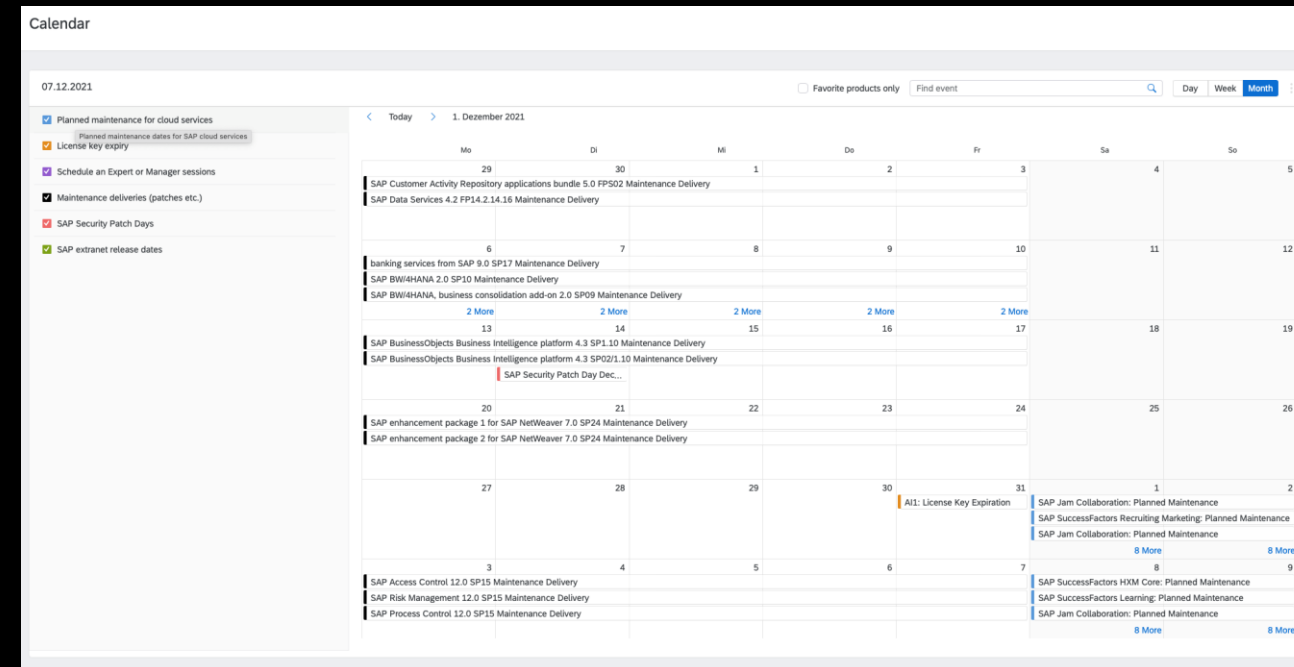 Calendar
07.12.2021
Favorite products only Find event Day Week Month
Planned maintenance for cloud services
Planned maintenance dates for SAP cloud services
License key expiry
Schedule an Expert or Manager sessions
Maintenance deliveries (patches etc.)
SAP Security Patch Days
SAP extranet release dates
Today 1. Dezember 2021
Mo Di Mi Do Fr Sa So
29 30 1 2 3 4 5
SAP Customer Activity Repository applications bundle 5.0 FPS02 Maintenance Delivery
SAP Data Services 4.2 FP14.2.14.16 Maintenance Delivery
6 7 8 9 10 11 12
banking services from SAP 9.0 SP17 Maintenance Delivery
SAP BW/4HANA 2.0 SP10 Maintenance Delivery
SAP BW/4HANA, business consolidation add-on 2.0 SP09 Maintenance Delivery
2 More 2 More 2 More 2 More 2 More
13 14 15 16 17 18 19
SAP BusinessObjects Business Intelligence platform 4.3 SP1.10 Maintenance Delivery
SAP BusinessObjects Business Intelligence platform 4.3 SP02/1.10 Maintenance Delivery
SAP Security Patch Day Dec...
20 21 22 23 24 25 26
SAP enhancement package 1 for SAP NetWeaver 7.0 SP24 Maintenance Delivery
SAP enhancement package 2 for SAP NetWeaver 7.0 SP24 Maintenance Delivery
27 28 29 30 31 1 2
AI1: License Key Expiration SAP Jam Collaboration: Planned Maintenance
SAP SuccessFactors Recruiting Marketing: Planned Maintenance
SAP Jam Collaboration: Planned Maintenance
8 More 8 More
3 4 5 6 7 8 9
SAP Access Control 12.0 SP15 Maintenance Delivery SAP SuccessFactors HXM Core: Planned Maintenance
SAP Risk Management 12.0 SP15 Maintenance Delivery SAP SuccessFactors Learning: Planned Maintenance
SAP Process Control 12.0 SP15 Maintenance Delivery SAP Jam Collaboration: Planned Maintenance
8 More 8 More